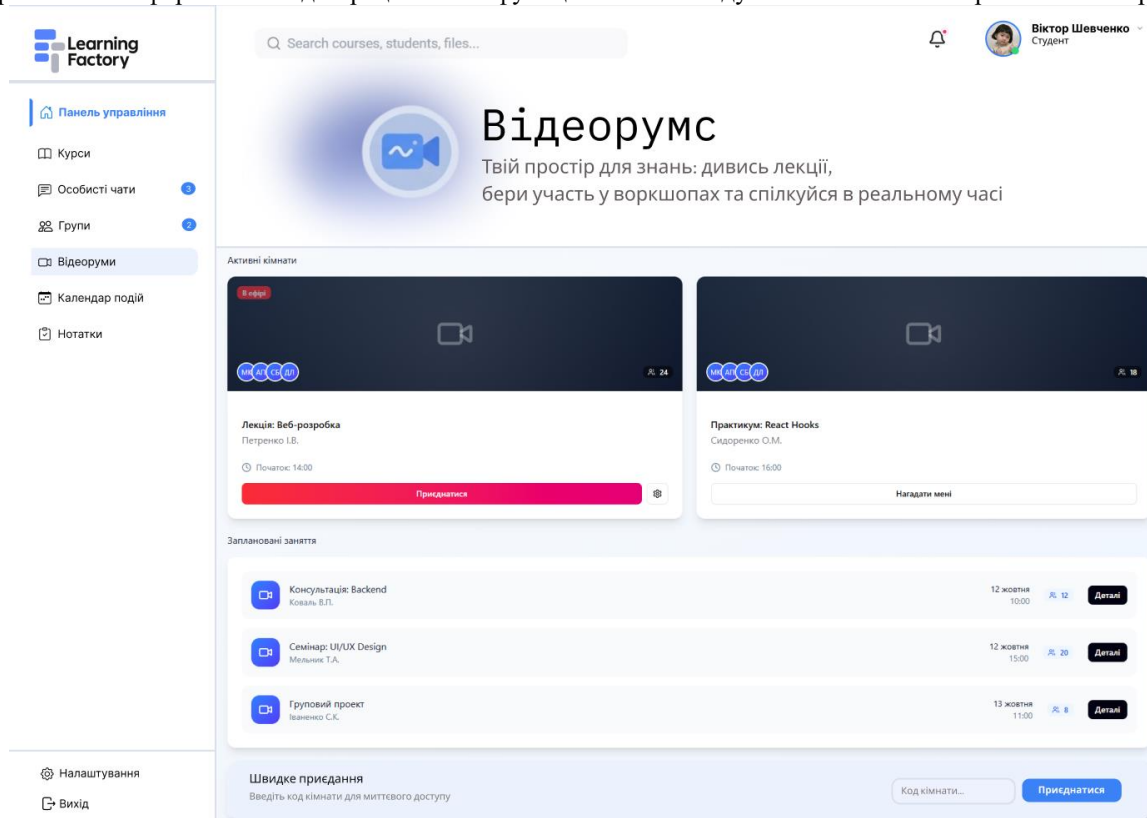 Learning
Factory
Search courses, students, files...
Віктор Шевченко
Студент
Панель управління
Курси
Особисті чати 3
Групи 2
Відеоруми
Календар подій
Нотатки
Налаштування
Вихід
Відеорумс
Твій простір для знань: дивись лекції,
бери участь у воркшопах та спілкуйся в реальному часі
Активні кімнати
В ефірі
МК АП СБ ДЛ 24
Лекція: Веб-розробка
Петренко І.В.
Початок: 14:00
Приєднатися
МК АП СБ ДЛ 18
Практикум: React Hooks
Сидоренко О.М.
Початок: 16:00
Нагадати мені
Заплановані заняття
Консультація: Backend
Коваль В.П.
12 жовтня
10:00
12
Деталі
Семінар: UI/UX Design
Мельник Т.А.
12 жовтня
15:00
20
Деталі
Груповий проект
Іваненко С.К.
13 жовтня
11:00
8
Деталі
Швидке приєдання
Введіть код кімнати для миттєвого доступу
Код кімнати...
Приєднатися